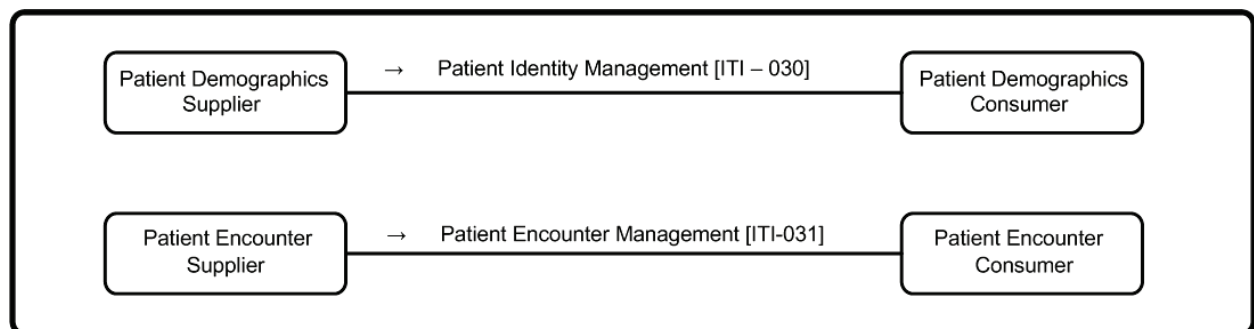 Patient Demographics
Supplier
→ Patient Identity Management [ITI – 030]
Patient Demographics
Consumer
Patient Encounter
Supplier
→ Patient Encounter Management [ITI-031]
Patient Encounter
Consumer